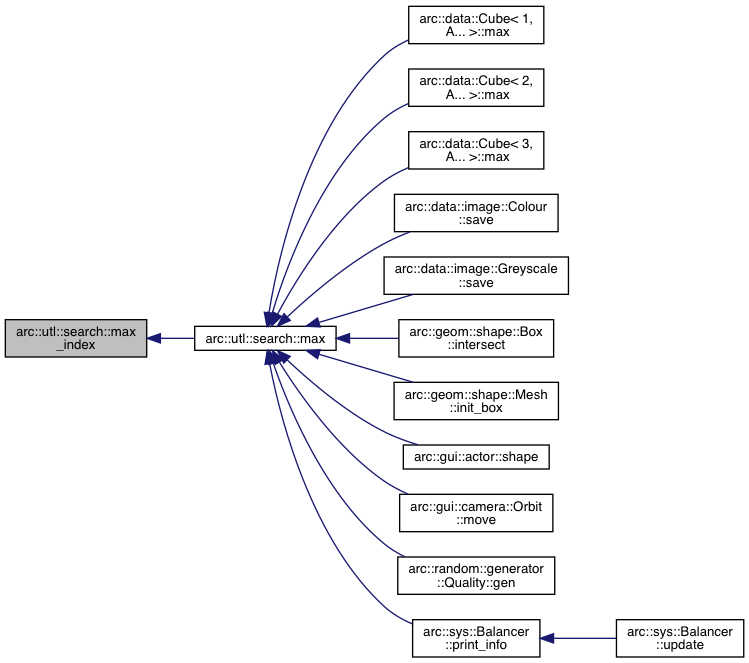 arc::data::Cube< 1,
A... >::max
arc::data::Cube< 2,
A... >::max
arc::data::Cube< 3,
A... >::max
arc::data::image::Colour
::save
arc::data::image::Greyscale
::save
arc::utl::search::max
_index
arc::utl::search::max
arc::geom::shape::Box
::intersect
arc::geom::shape::Mesh
::init_box
arc::gui::actor::shape
arc::gui::camera::Orbit
::move
arc::random::generator
::Quality::gen
arc::sys::Balancer
::print_info
arc::sys::Balancer
::update